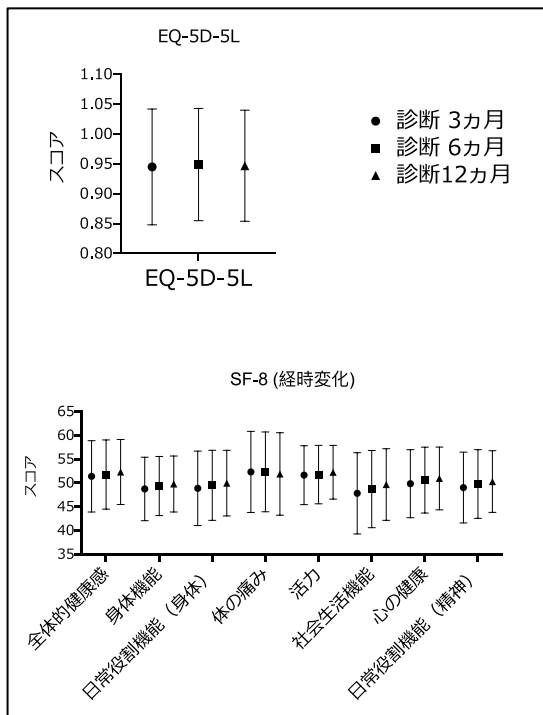 EQ-5D-5L
1.10
1.05
1.00
0.95
0.90
0.85
0.80
スコア
EQ-5D-5L
診断 3ヵ月
診断 6ヵ月
診断12ヵ月
SF-8 (経時変化)
65
60
55
50
45
40
35
スコア
全体的健康感
身体機能
日常役割機能（身体）
体の痛み
活力
社会生活機能
心の健康
日常役割機能（精神）